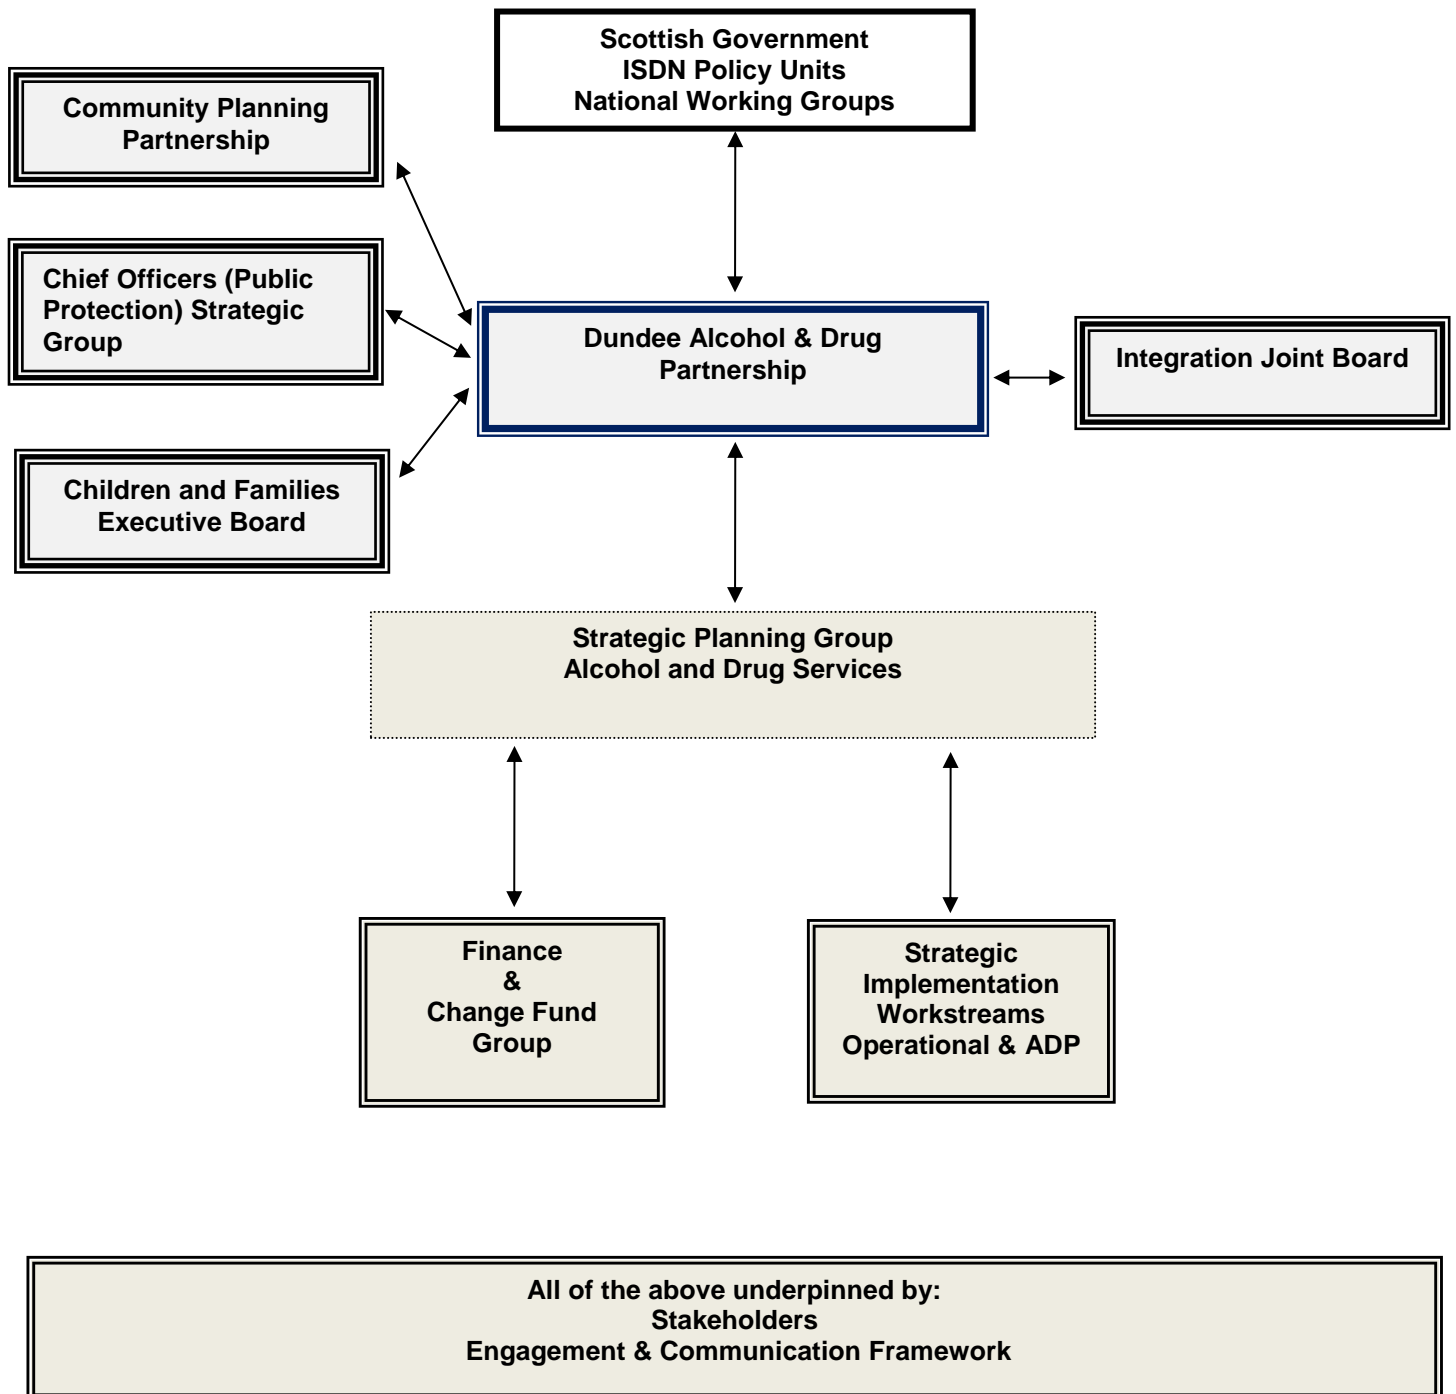 Scottish Government
ISDN Policy Units
National Working Groups
Community Planning
Partnership
Chief Officers (Public
Protection) Strategic
Group
Dundee Alcohol & Drug
Partnership
Integration Joint Board
Children and Families
Executive Board
Strategic Planning Group
Alcohol and Drug Services
Finance
&
Change Fund
Group
Strategic
Implementation
Workstreams
Operational & ADP
All of the above underpinned by:
Stakeholders
Engagement & Communication Framework